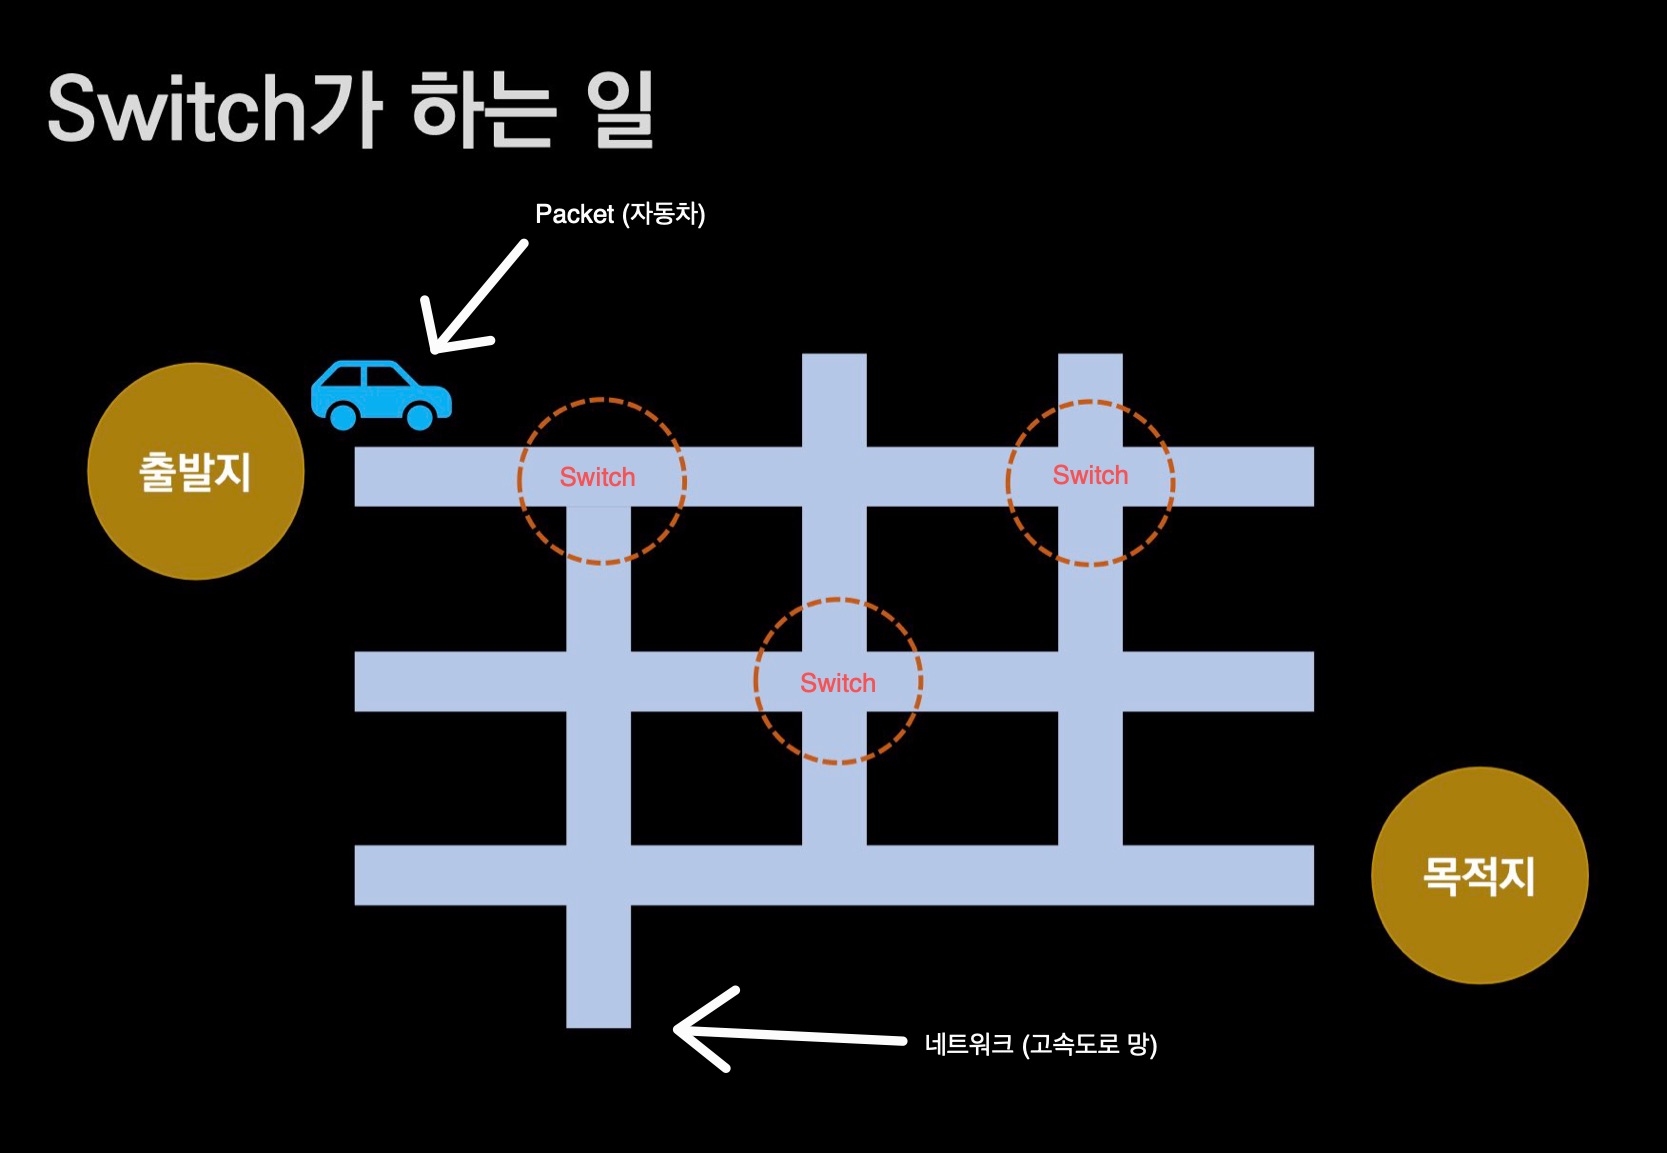 Switch가 하는 일
Packet (자동차)
출발지
Switch
Switch
Switch
목적지
네트워크 (고속도로 망)